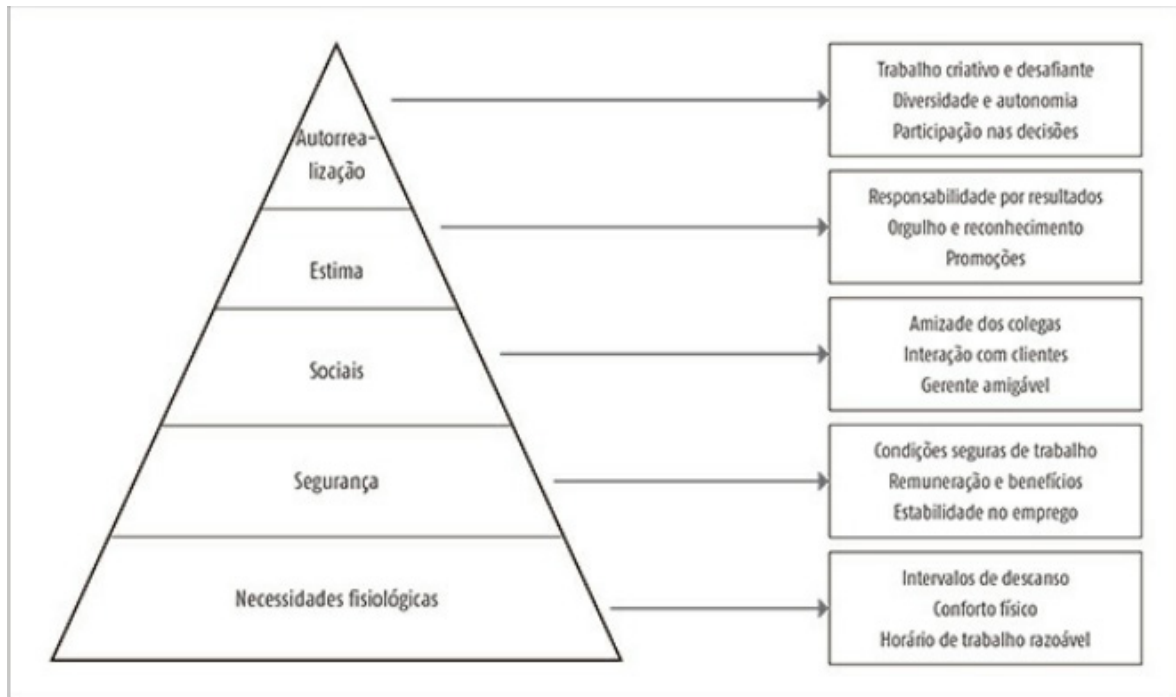 Autorrea-
lização
Trabalho criativo e desafiante
Diversidade e autonomia
Participação nas decisões
Estima
Responsabilidade por resultados
Orgulho e reconhecimento
Promoções
Sociais
Amizade dos colegas
Interação com clientes
Gerente amigável
Segurança
Condições seguras de trabalho
Remuneração e benefícios
Estabilidade no emprego
Necessidades fisiológicas
Intervalos de descanso
Conforto físico
Horário de trabalho razoável